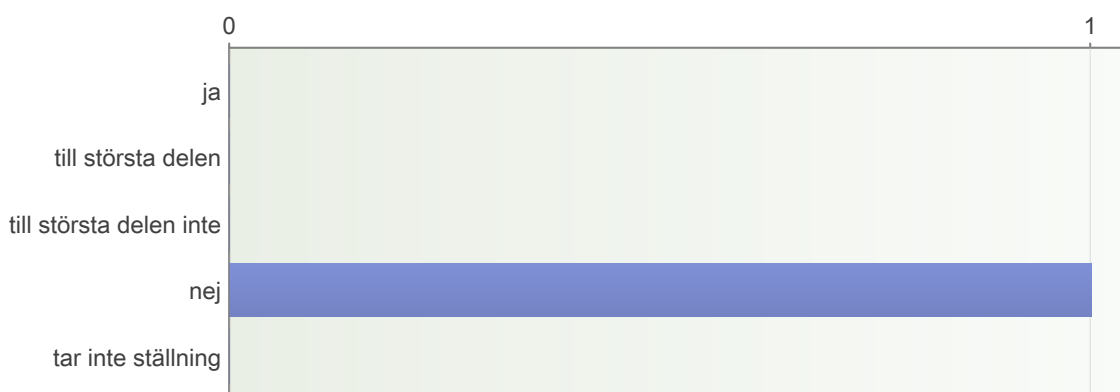 0 1
ja
till största delen
till största delen inte
nej
tar inte ställning